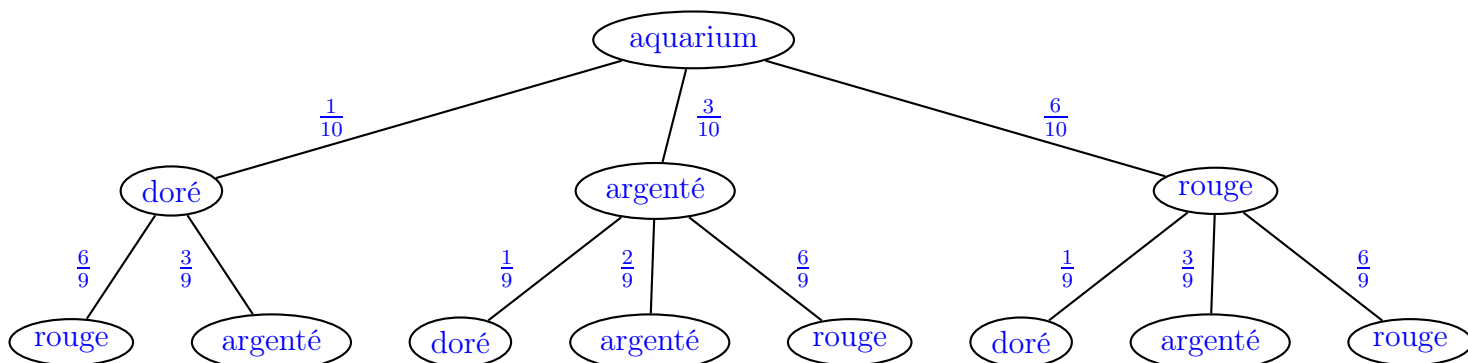 aquarium
1/10 3/10 6/10
doré argenté rouge
6/9 3/9 1/9 2/9 6/9 1/9 3/9 6/9
rouge argenté doré argenté rouge doré argenté rouge